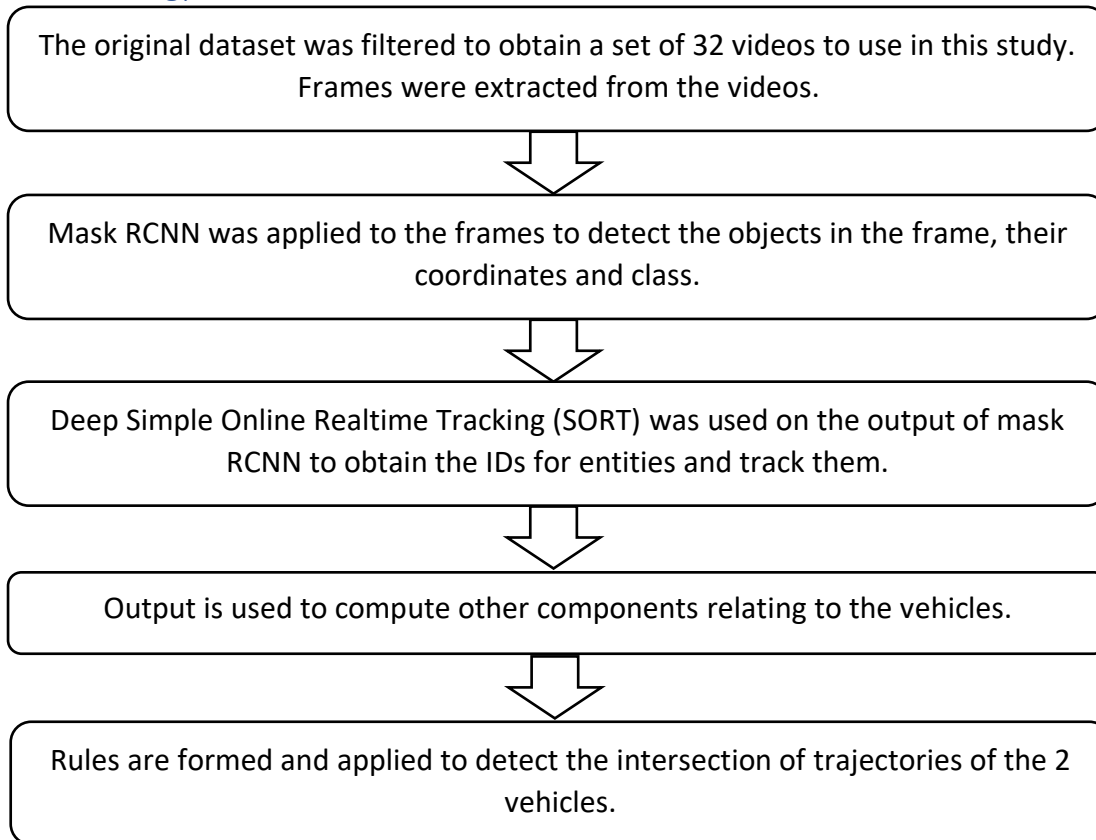 The original dataset was filtered to obtain a set of 32 videos to use in this study.
Frames were extracted from the videos.
Mask RCNN was applied to the frames to detect the objects in the frame, their
coordinates and class.
Deep Simple Online Realtime Tracking (SORT) was used on the output of mask
RCNN to obtain the IDs for entities and track them.
Output is used to compute other components relating to the vehicles.
Rules are formed and applied to detect the intersection of trajectories of the 2
vehicles.